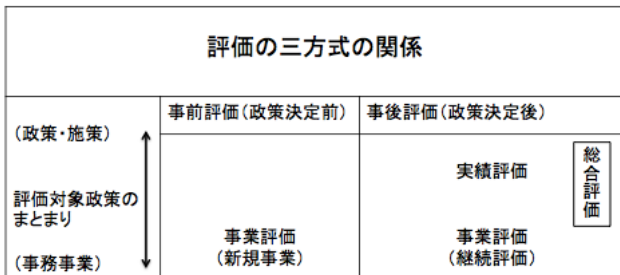 評価の三方式の関係
事前評価(政策決定前)
事後評価(政策決定後)
(政策・施策)
評価対象政策の
まとまり
(事務事業)
事業評価
(新規事業)
実績評価
事業評価
(継続評価)
総合評価